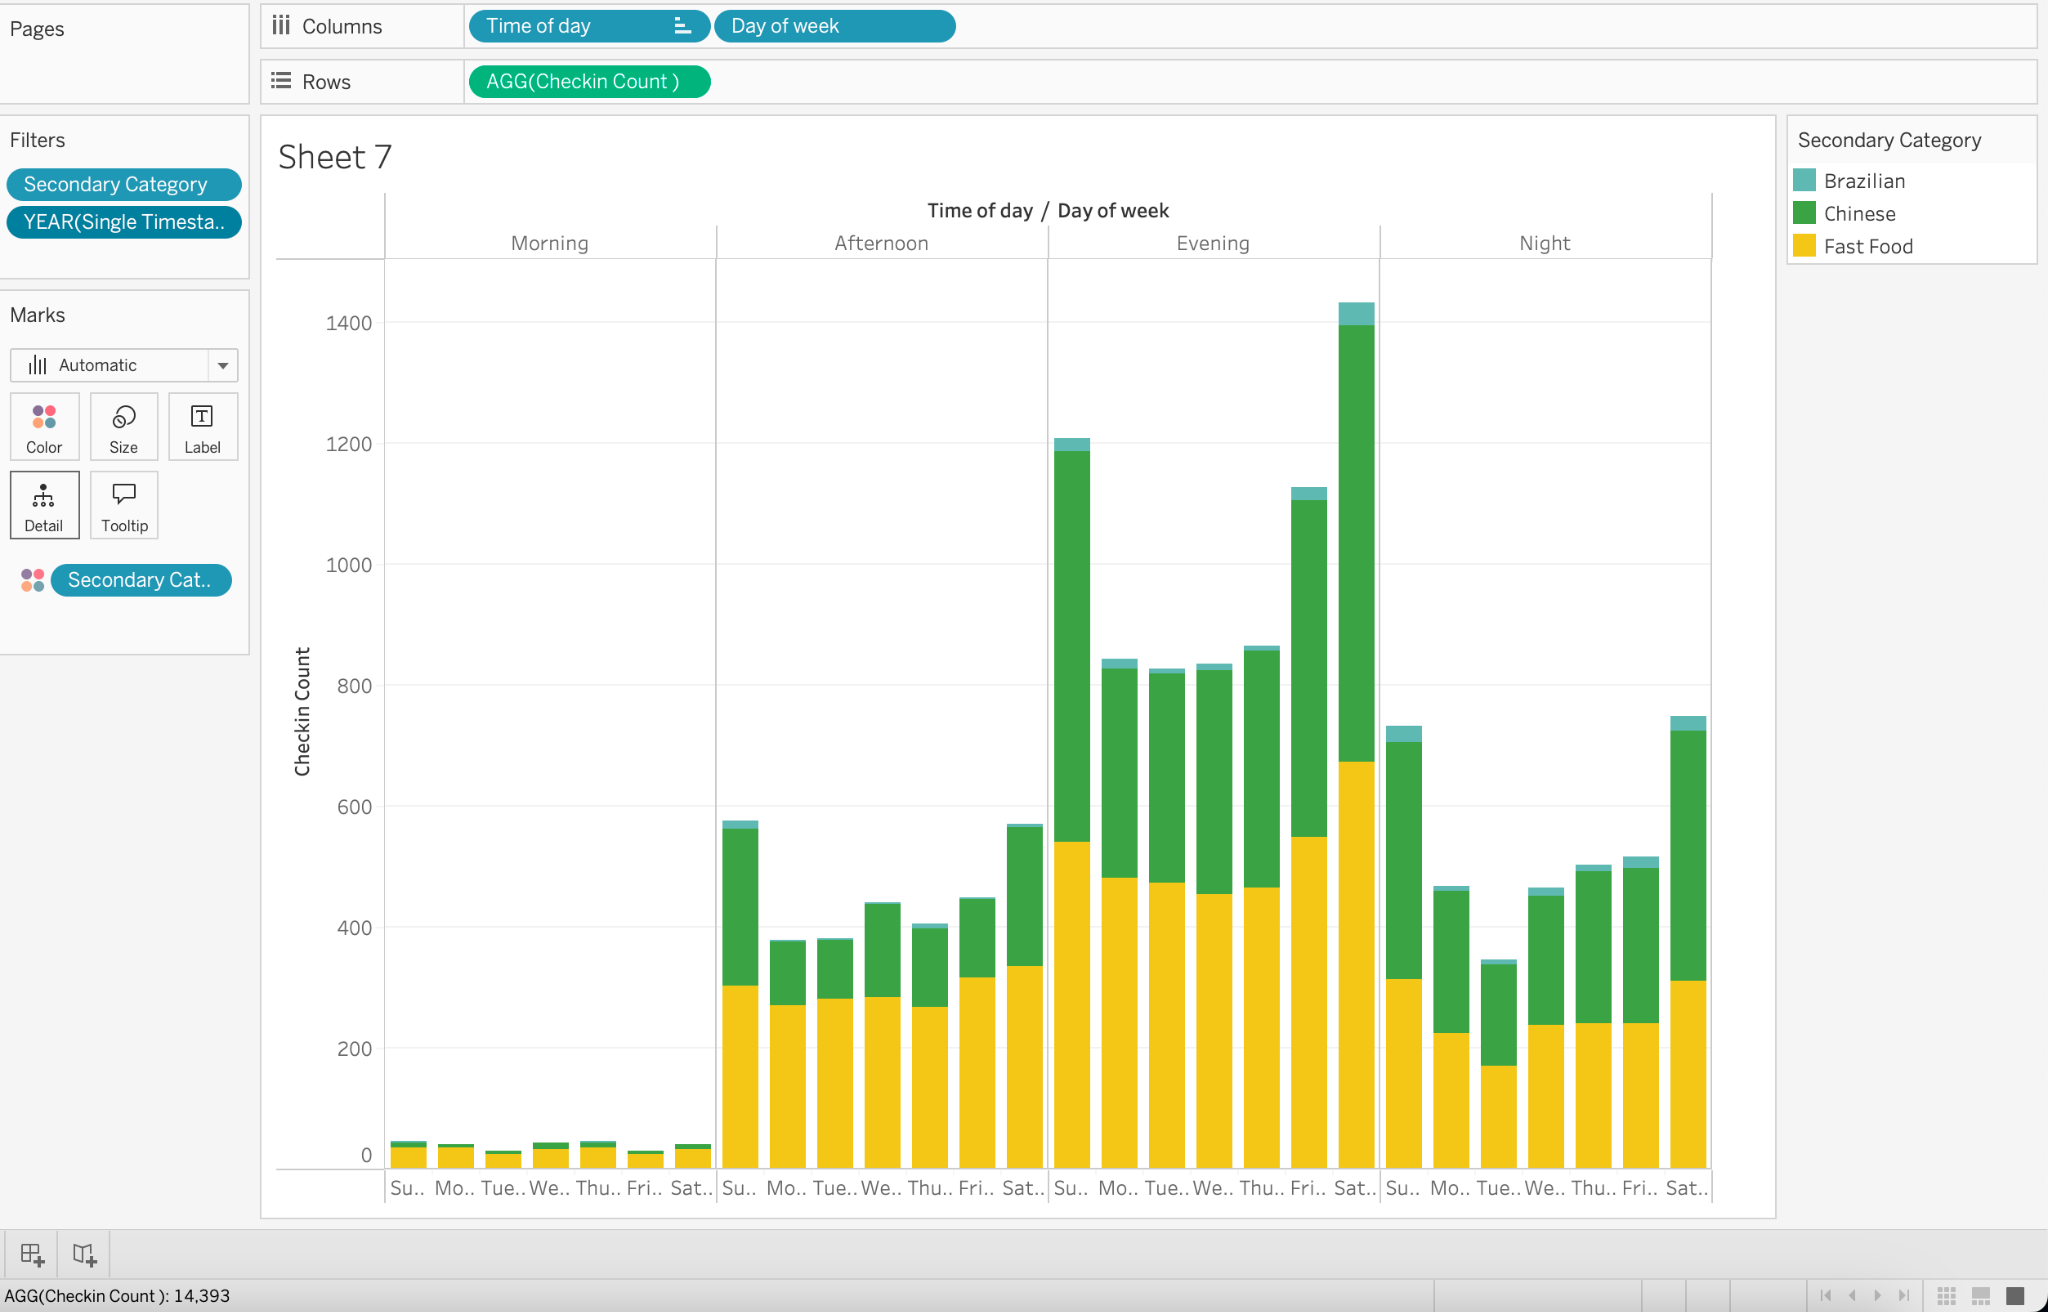 Pages
Columns
Time of day
Day of week
Rows
AGG(Checkin Count )
Filters
Secondary Category
YEAR(Single Timesta..
Marks
Automatic
Color
Size
Label
Detail
Tooltip
Secondary Cat..
Sheet 7
Time of day / Day of week
Morning
Afternoon
Evening
Night
Checkin Count
1400
1200
1000
800
600
400
200
0
Su.. Mo.. Tue.. We.. Thu.. Fri.. Sat.. Su.. Mo.. Tue.. We.. Thu.. Fri.. Sat.. Su.. Mo.. Tue.. We.. Thu.. Fri.. Sat.. Su.. Mo.. Tue.. We.. Thu.. Fri.. Sat..
Secondary Category
Brazilian
Chinese
Fast Food
AGG(Checkin Count ): 14,393